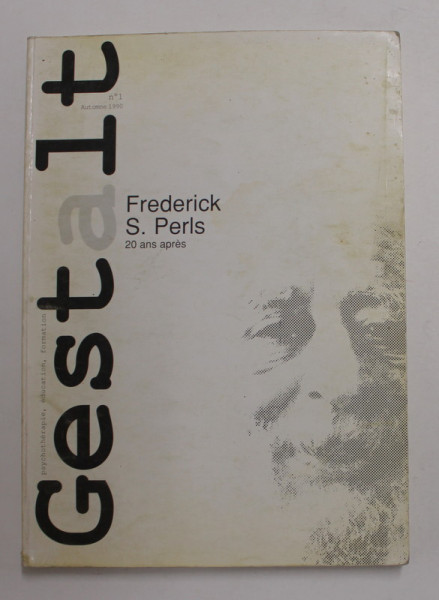 Gestalt
n°1
Automne 1990
psychothérapie, éducation, formation
Frederick
S. Perls
20 ans après